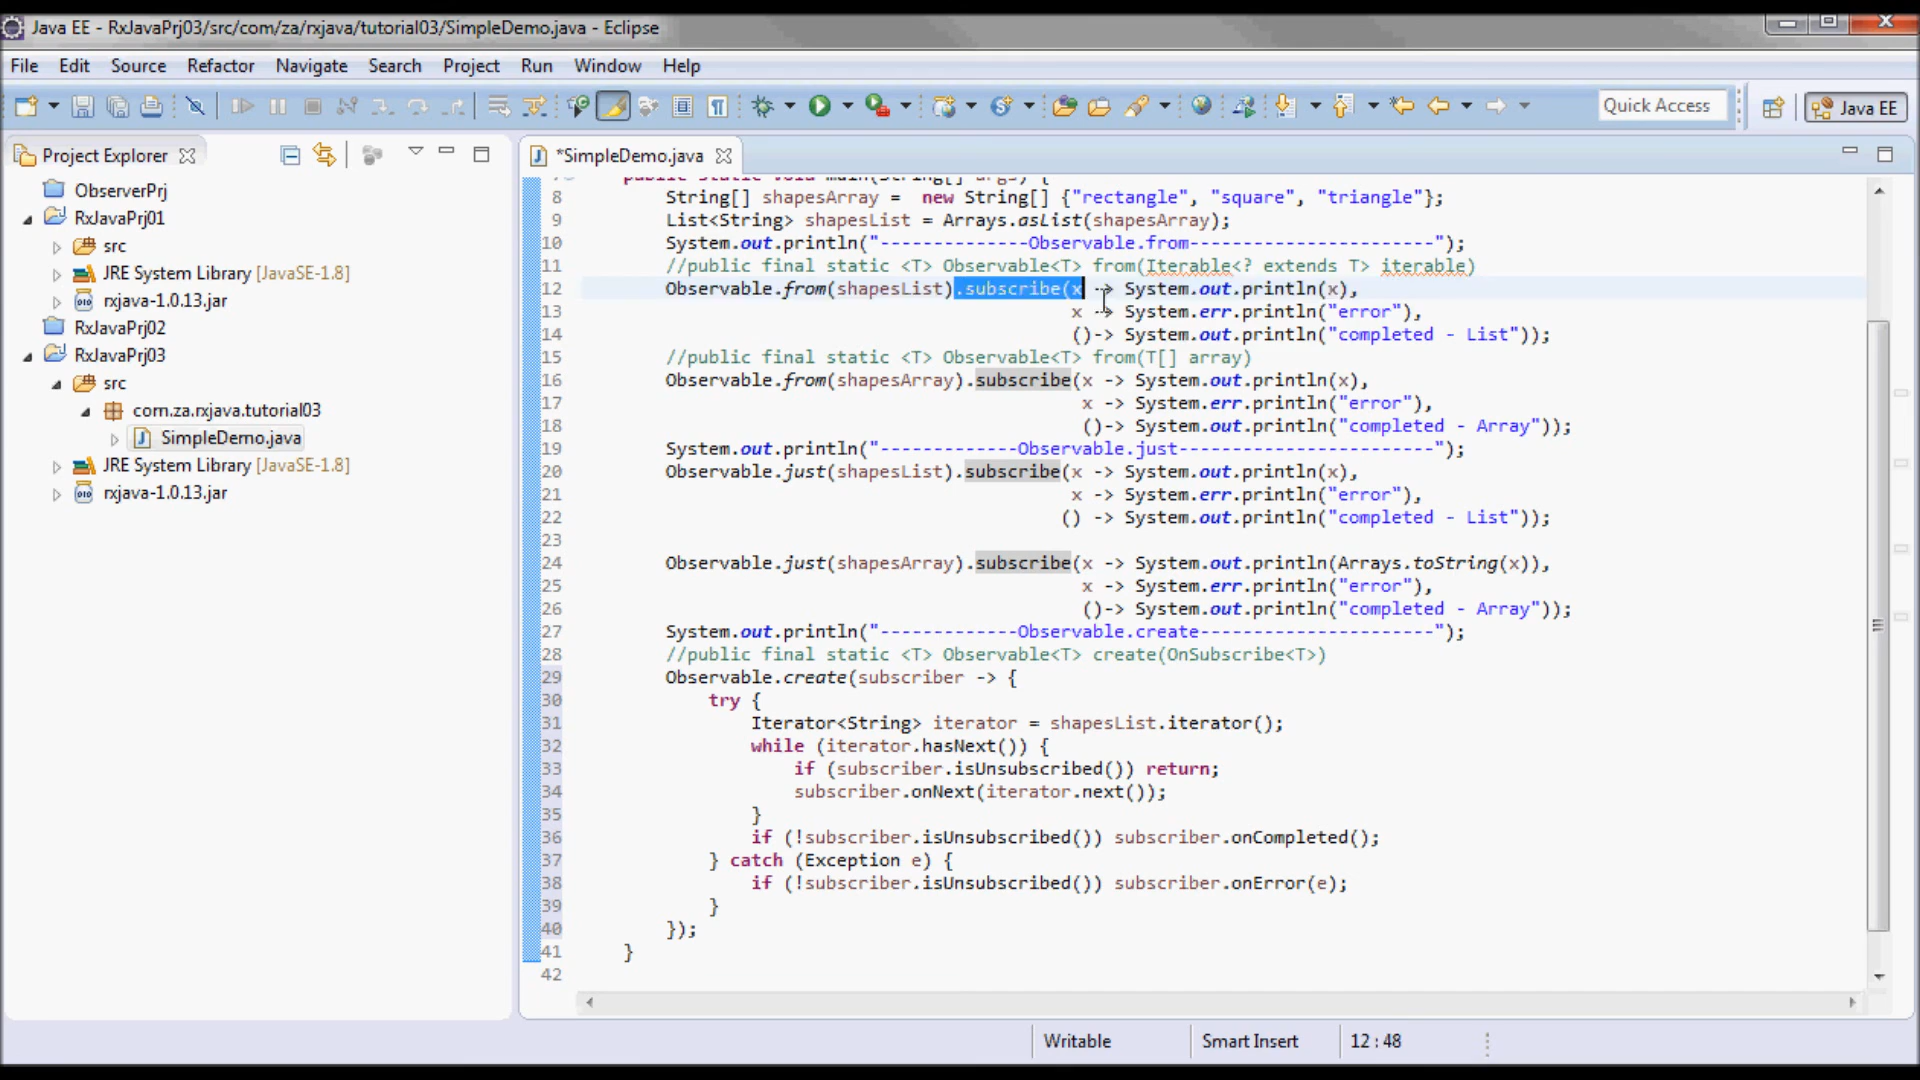 Java EE - RxJavaPrj03/src/com/za/rxjava/tutorial03/SimpleDemo.java - Eclipse
File Edit Source Refactor Navigate Search Project Run Window Help
Quick Access Java EE
Project Explorer
ObserverPrj
RxJavaPrj01
src
JRE System Library [JavaSE-1.8]
rxjava-1.0.13.jar
RxJavaPrj02
RxJavaPrj03
src
com.za.rxjava.tutorial03
SimpleDemo.java
JRE System Library [JavaSE-1.8]
rxjava-1.0.13.jar
*SimpleDemo.java
public static void main(String[] args) {
8 String[] shapesArray =  new String[] {"rectangle", "square", "triangle"};
9 List<String> shapesList = Arrays.asList(shapesArray);
10 System.out.println("--------------Observable.from-----------------------");
11 //public final static <T> Observable<T> from(Iterable<? extends T> iterable)
12 Observable.from(shapesList).subscribe(x -> System.out.println(x),
13 x -> System.err.println("error"),
14 ()-> System.out.println("completed - List"));
15 //public final static <T> Observable<T> from(T[] array)
16 Observable.from(shapesArray).subscribe(x -> System.out.println(x),
17 x -> System.err.println("error"),
18 ()-> System.out.println("completed - Array"));
19 System.out.println("-------------Observable.just------------------------");
20 Observable.just(shapesList).subscribe(x -> System.out.println(x),
21 x -> System.err.println("error"),
22 () -> System.out.println("completed - List"));
23
24 Observable.just(shapesArray).subscribe(x -> System.out.println(Arrays.toString(x)),
25 x -> System.err.println("error"),
26 ()-> System.out.println("completed - Array"));
27 System.out.println("-------------Observable.create----------------------");
28 //public final static <T> Observable<T> create(OnSubscribe<T>)
29 Observable.create(subscriber -> {
30 try {
31 Iterator<String> iterator = shapesList.iterator();
32 while (iterator.hasNext()) {
33 if (subscriber.isUnsubscribed()) return;
34 subscriber.onNext(iterator.next());
35 }
36 if (!subscriber.isUnsubscribed()) subscriber.onCompleted();
37 } catch (Exception e) {
38 if (!subscriber.isUnsubscribed()) subscriber.onError(e);
39 }
40 });
41 }
42
Writable Smart Insert 12 : 48